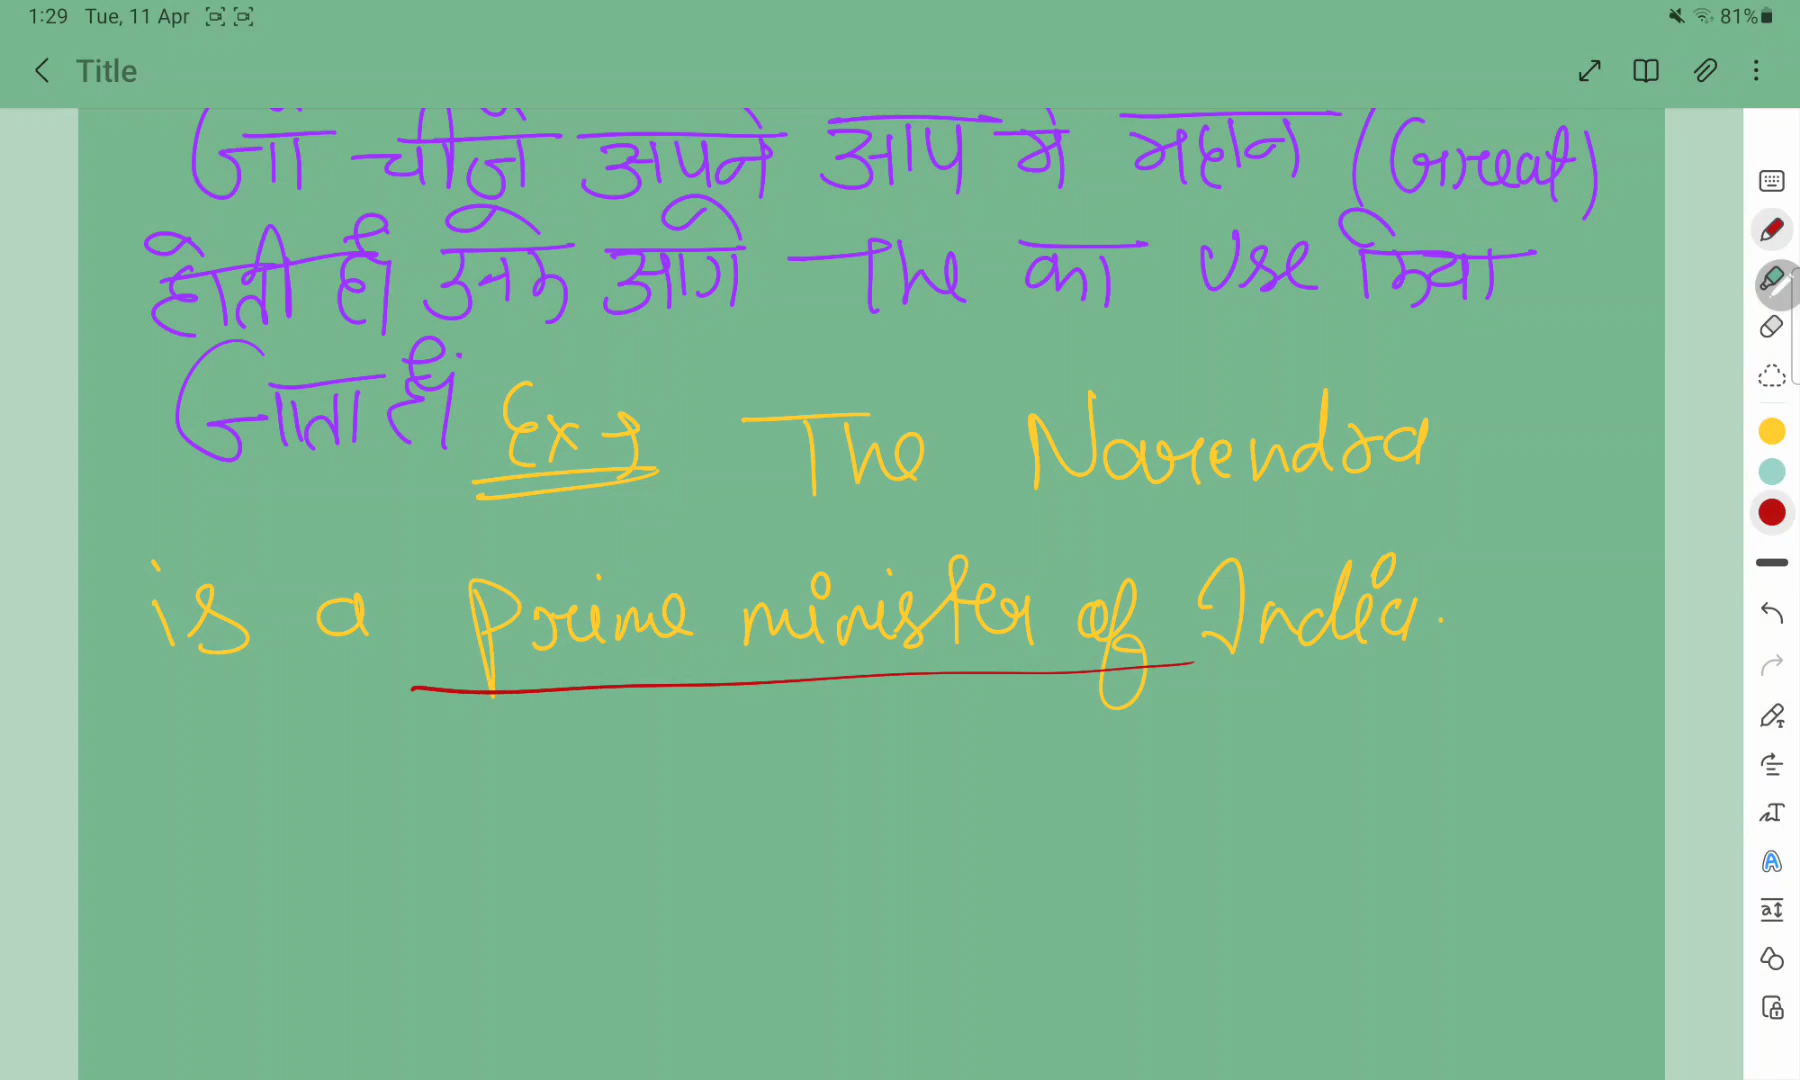 1:29 Tue, 11 Apr 81%
Title
जो चीजे अपने आप मे महान (Great)
होती है उनके आगे The का Use किया
जाता है।
Ex→ The Narendra
is a Prime minister of India.